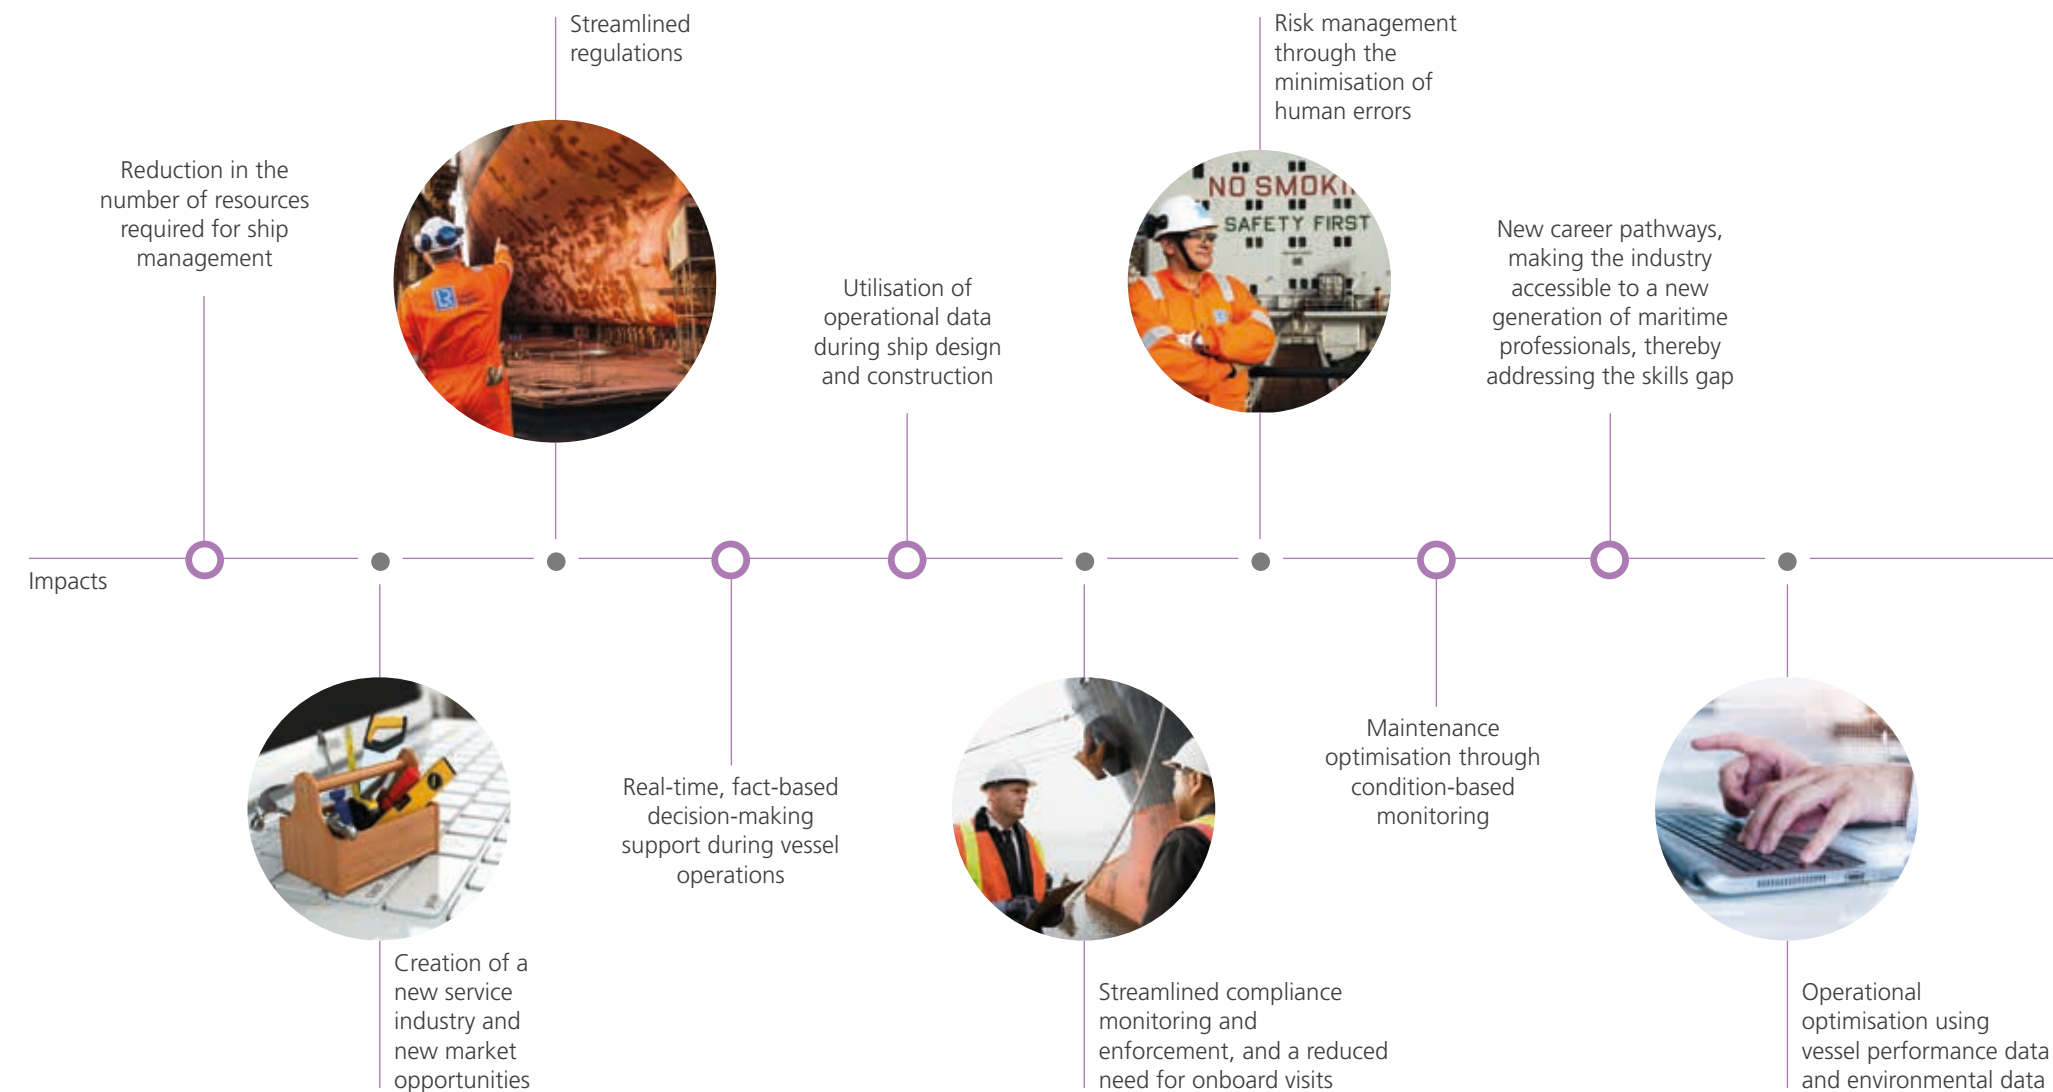 Streamlined
regulations
Risk management
through the
minimisation of
human errors
Reduction in the
number of resources
required for ship
management
NO SMOKI
SAFETY FIRST
LR
New career pathways,
making the industry
accessible to a new
generation of maritime
professionals, thereby
addressing the skills gap
Utilisation of
operational data
during ship design
and construction
Impacts
Maintenance
optimisation through
condition-based
monitoring
Real-time, fact-based
decision-making
support during vessel
operations
Creation of a
new service
industry and
new market
opportunities
Streamlined compliance
monitoring and
enforcement, and a reduced
need for onboard visits
Operational
optimisation using
vessel performance data
and environmental data